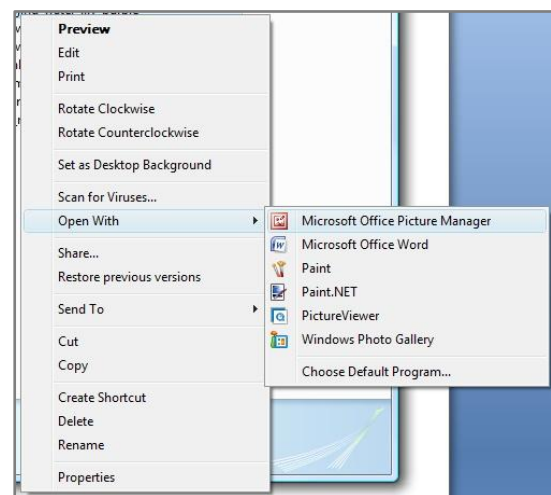 Preview
Edit
Print
Rotate Clockwise
Rotate Counterclockwise
Set as Desktop Background
Scan for Viruses...
Open With
Share...
Restore previous versions
Send To
Cut
Copy
Create Shortcut
Delete
Rename
Properties
Microsoft Office Picture Manager
Microsoft Office Word
Paint
Paint.NET
PictureViewer
Windows Photo Gallery
Choose Default Program...